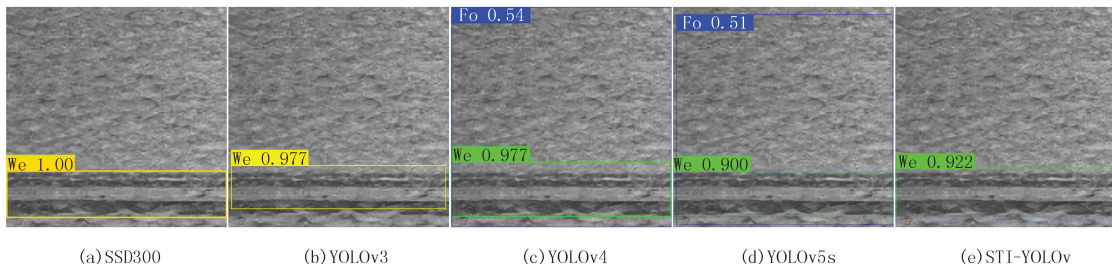 Fo 0.54
Fo 0.51
We 1.00
We 0.977
We 0.977
We 0.900
We 0.922
(a)SSD300
(b)YOLOv3
(c)YOLOv4
(d)YOLOv5s
(e)STI-YOLOv